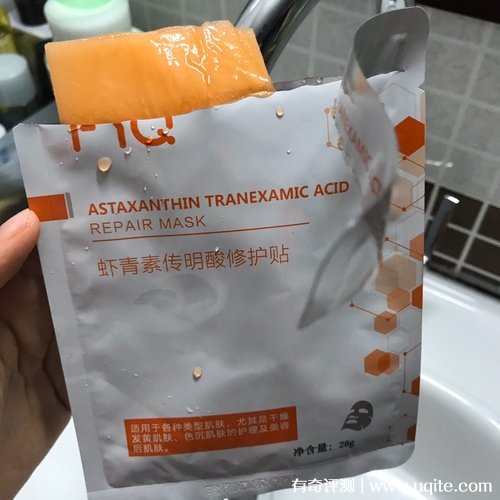 ASTAXANTHIN TRANEXAMIC ACID
REPAIR MASK
虾青素传明酸修护贴
适用于各种类型肌肤，尤其是干燥
发黄肌肤、色沉肌肤的护理及美容
后肌肤。
净含量：28g
有奇评测 | www.uqite.com